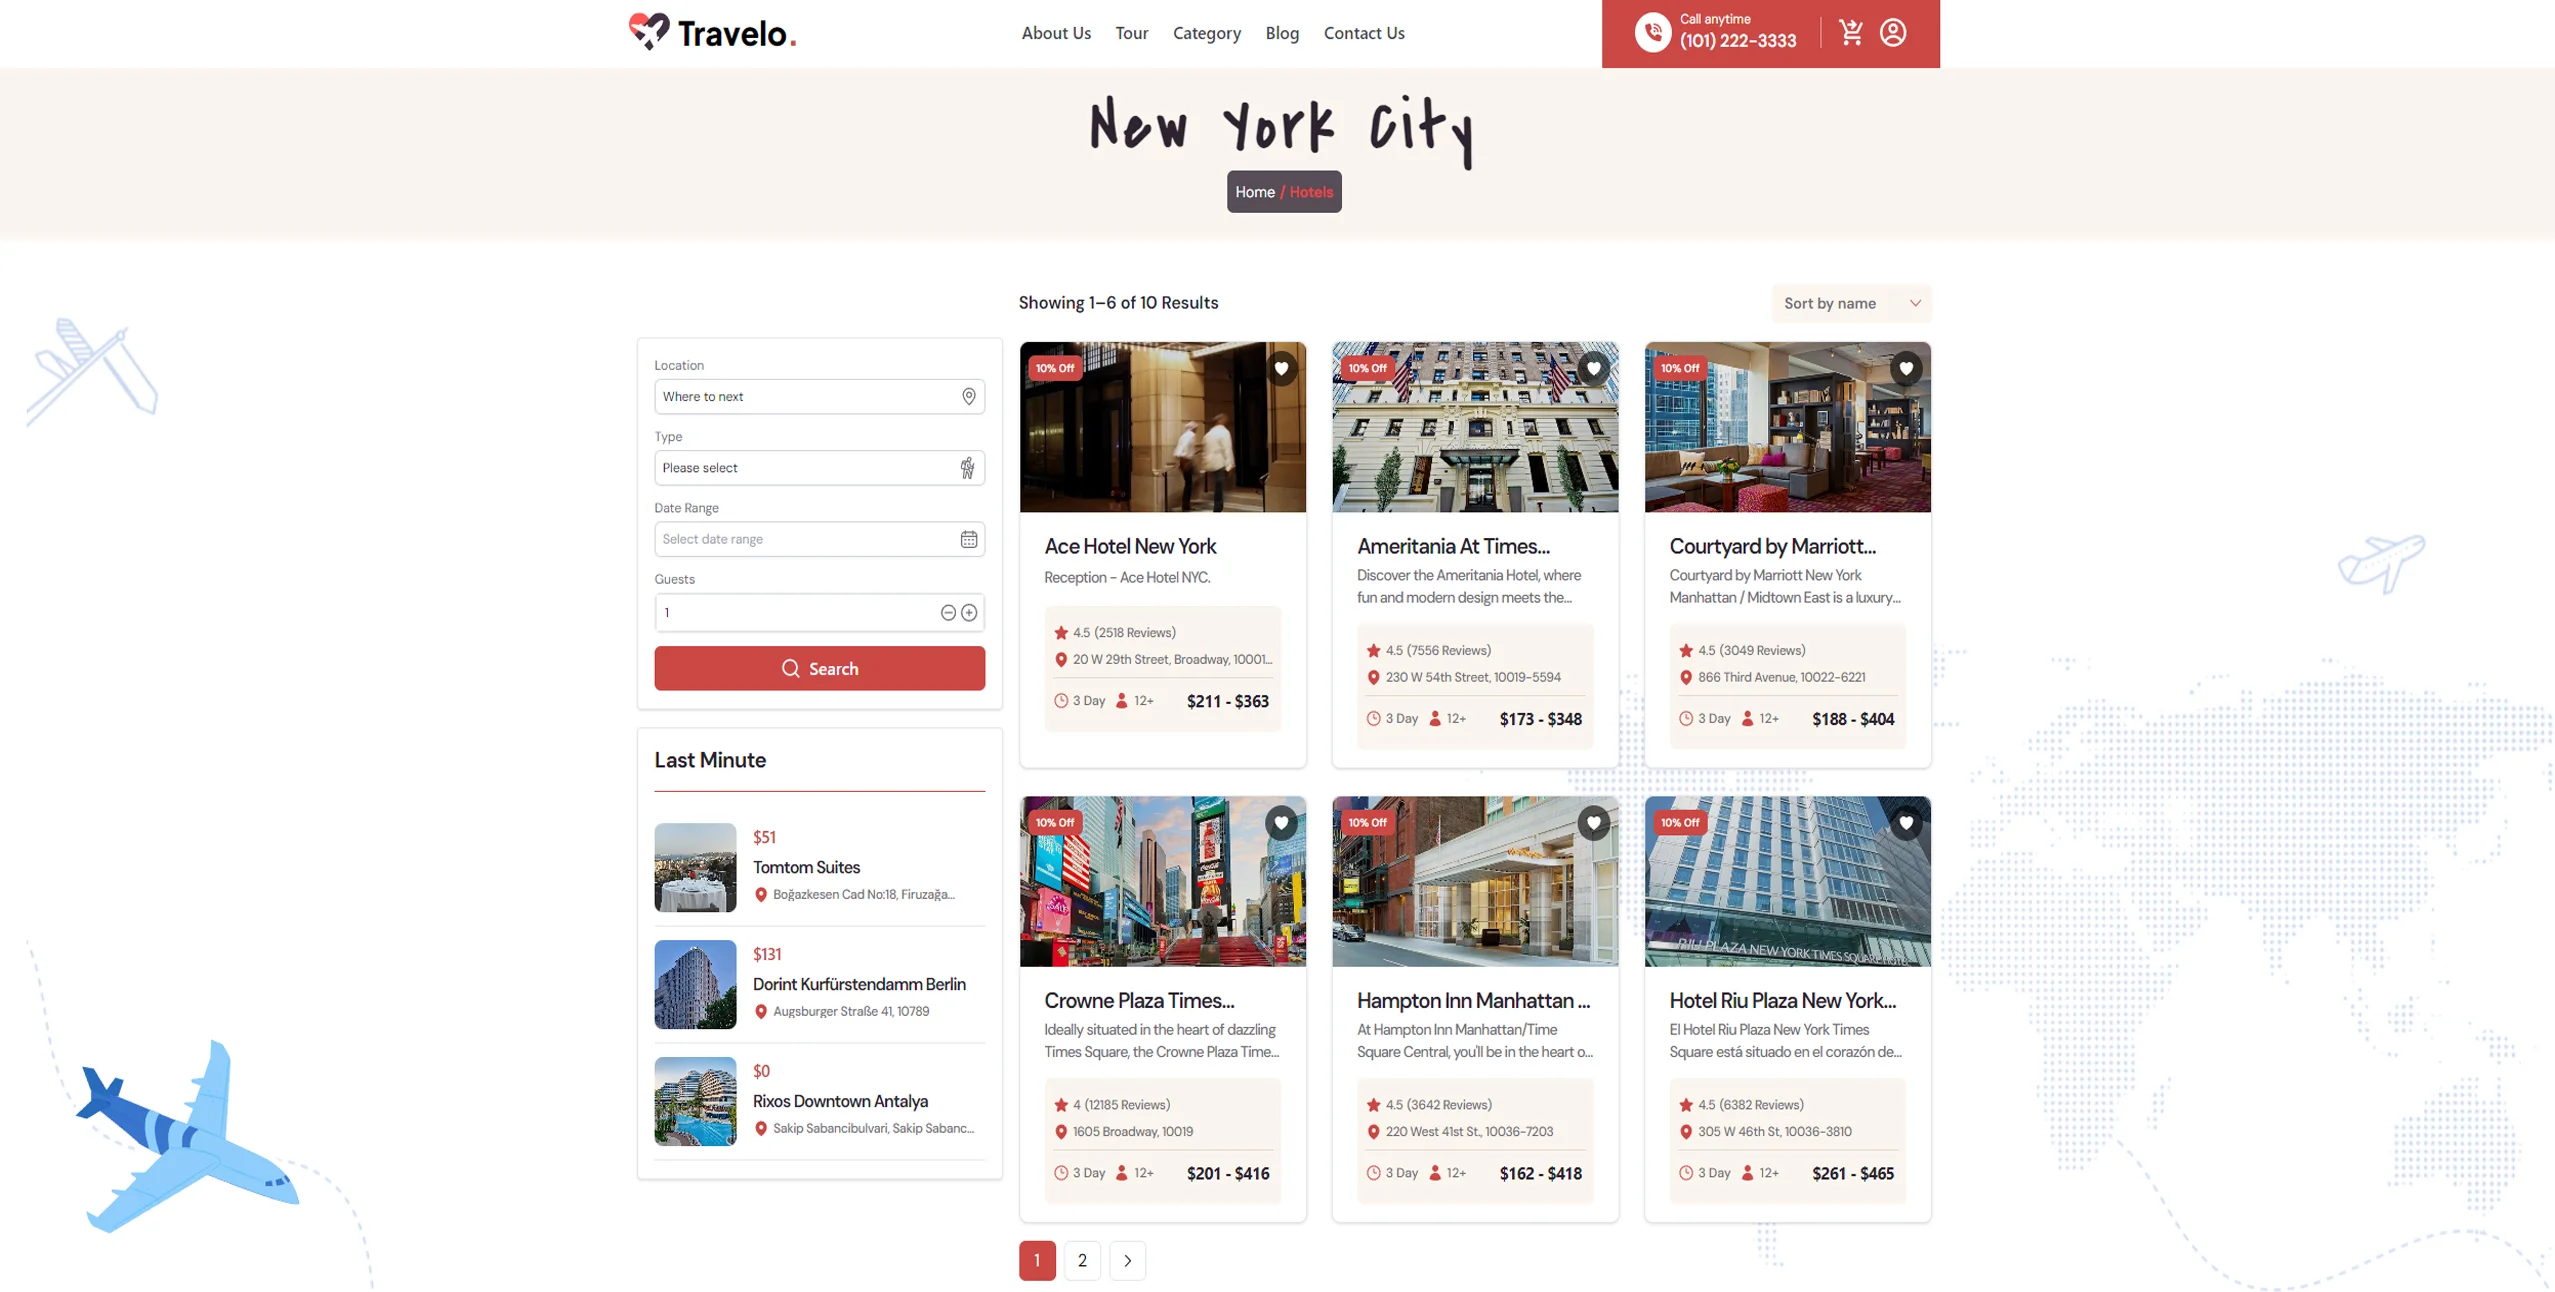 Travelo.
About Us
Tour
Category
Blog
Contact Us
Call anytime
(101) 222-3333
New York City
Home / Hotels
Showing 1–6 of 10 Results
Sort by name
Location
Where to next
Type
Please select
Date Range
Select date range
Guests
1
Search
Last Minute
$51
Tomtom Suites
Boğazkesen Cad No:18, Firuzağa...
$131
Dorint Kurfürstendamm Berlin
Augsburger Straße 41, 10789
$0
Rixos Downtown Antalya
Sakip Sabancibulvari, Sakip Sabanc...
10% Off
Ace Hotel New York
Reception - Ace Hotel NYC.
4.5 (2518 Reviews)
20 W 29th Street, Broadway, 10001...
3 Day 12+ $211 - $363
10% Off
Ameritania At Times...
Discover the Ameritania Hotel, where
fun and modern design meets the...
4.5 (7556 Reviews)
230 W 54th Street, 10019-5594
3 Day 12+ $173 - $348
10% Off
Courtyard by Marriott...
Courtyard by Marriott New York
Manhattan / Midtown East is a luxury...
4.5 (3049 Reviews)
866 Third Avenue, 10022-6221
3 Day 12+ $188 - $404
10% Off
Crowne Plaza Times...
Ideally situated in the heart of dazzling
Times Square, the Crowne Plaza Time...
4 (12185 Reviews)
1605 Broadway, 10019
3 Day 12+ $201 - $416
10% Off
Hampton Inn Manhattan ...
At Hampton Inn Manhattan/Time
Square Central, you'll be in the heart o...
4.5 (3642 Reviews)
220 West 41st St., 10036-7203
3 Day 12+ $162 - $418
10% Off
RIU PLAZA NEW YORK TIMES SQUARE HOTEL
Hotel Riu Plaza New York...
El Hotel Riu Plaza New York Times
Square está situado en el corazón de...
4.5 (6382 Reviews)
305 W 46th St, 10036-3810
3 Day 12+ $261 - $465
1
2